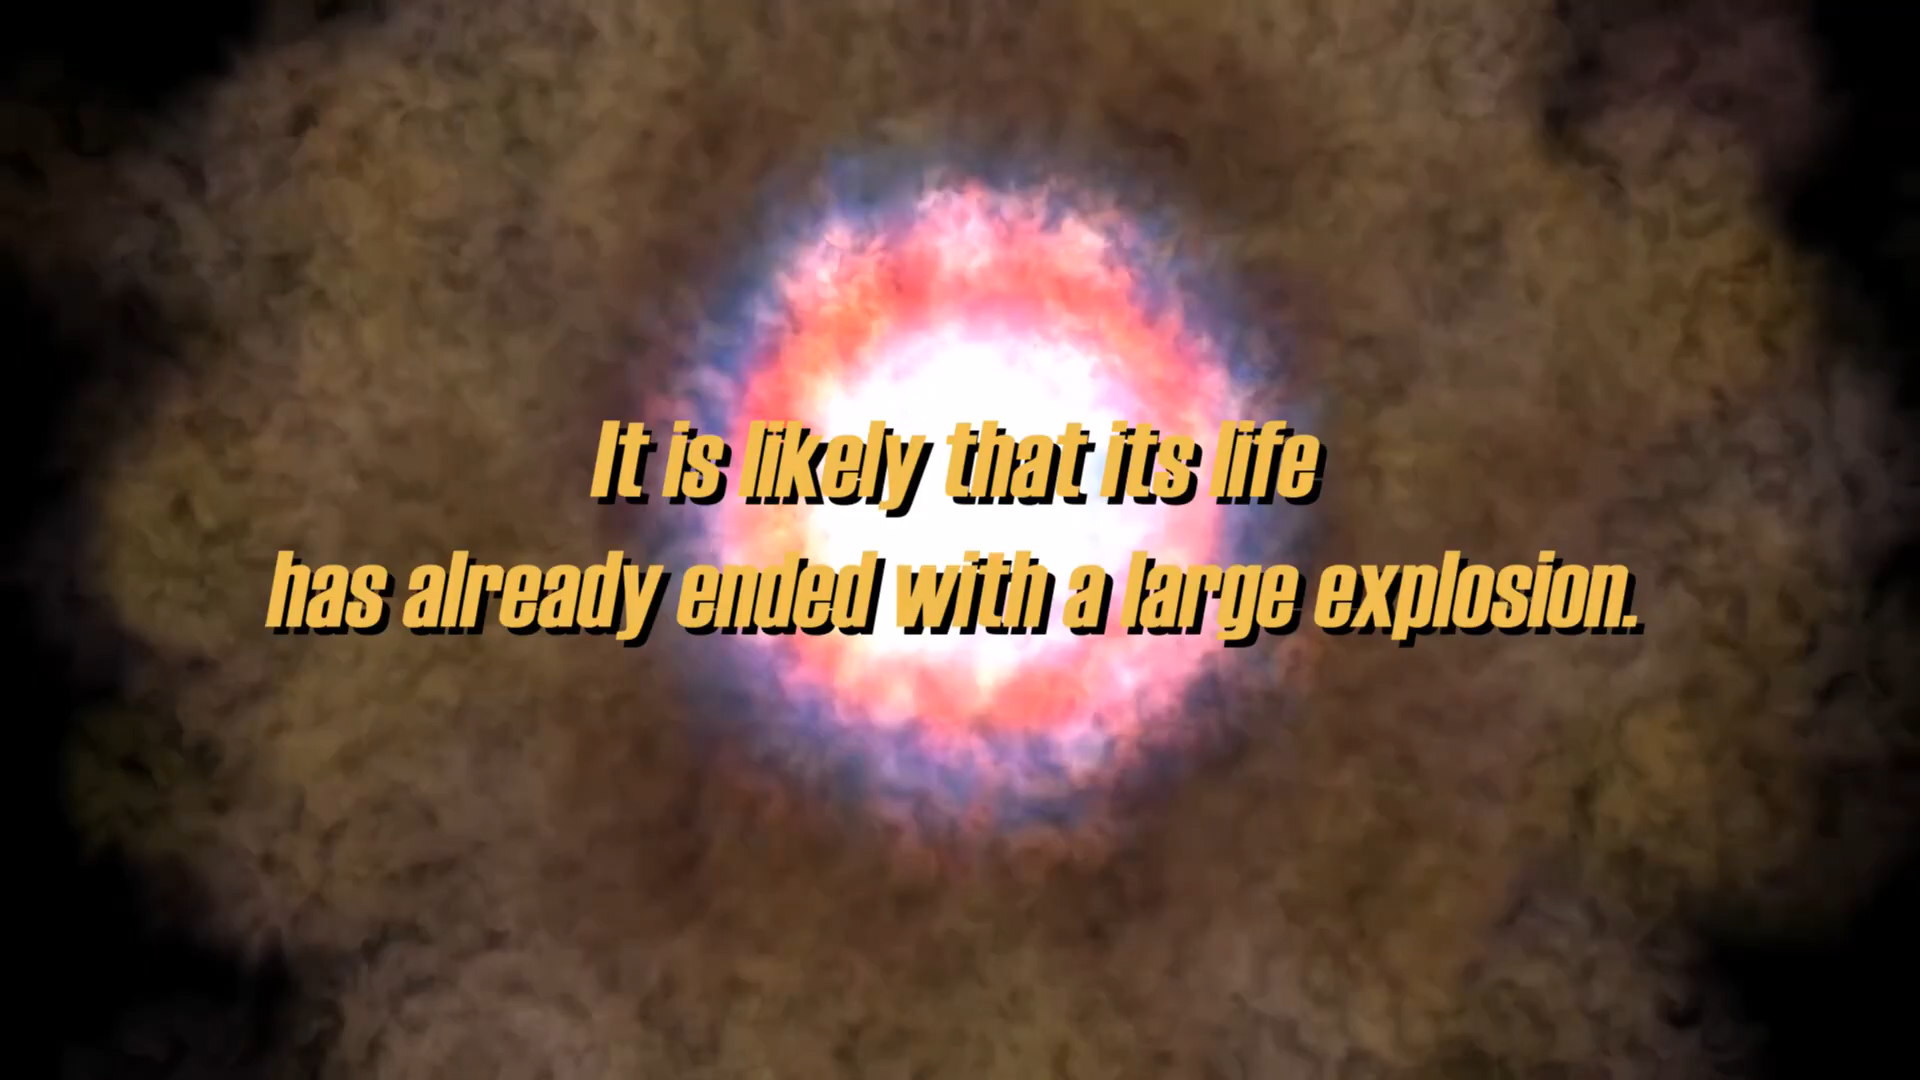 It is likely that its life
has already ended with a large explosion.